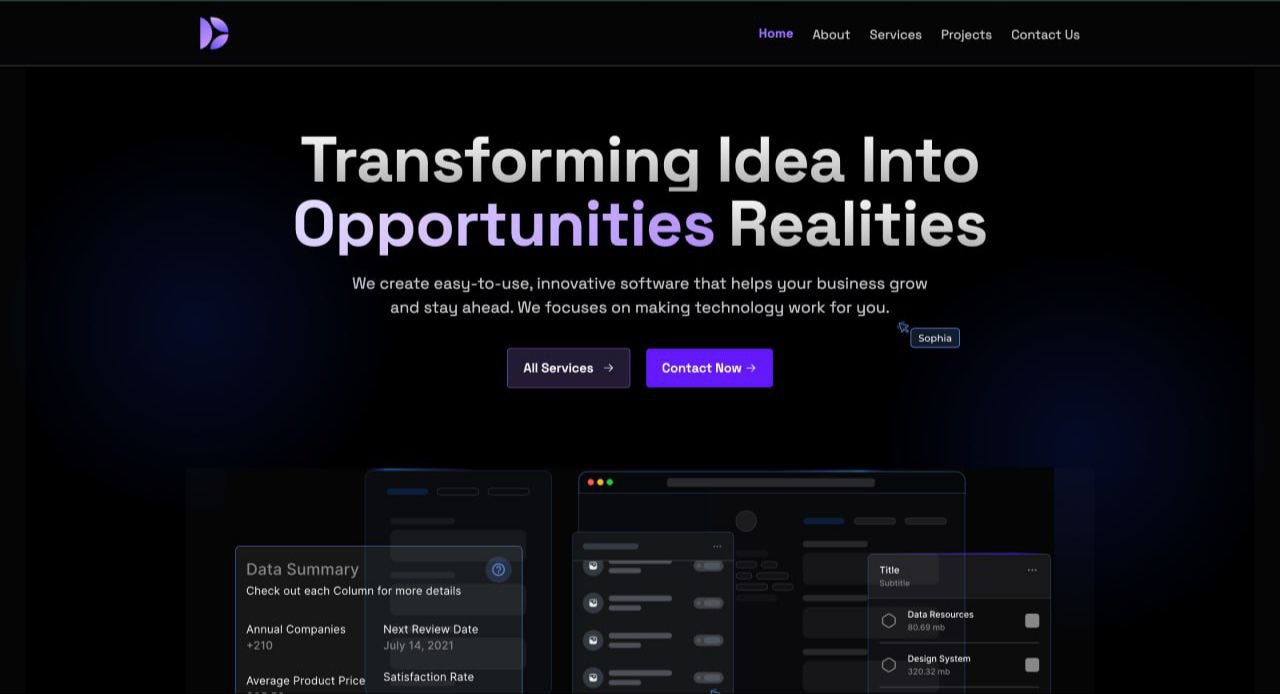 Home About Services Projects Contact Us
Transforming Idea Into
Opportunities Realities
We create easy-to-use, innovative software that helps your business grow
and stay ahead. We focuses on making technology work for you.
Sophia
All Services →
Contact Now →
Data Summary
Check out each Column for more details
Annual Companies
+210
Next Review Date
July 14, 2021
Average Product Price
Satisfaction Rate
Title
Subtitle
Data Resources
80.69 mb
Design System
320.32 mb